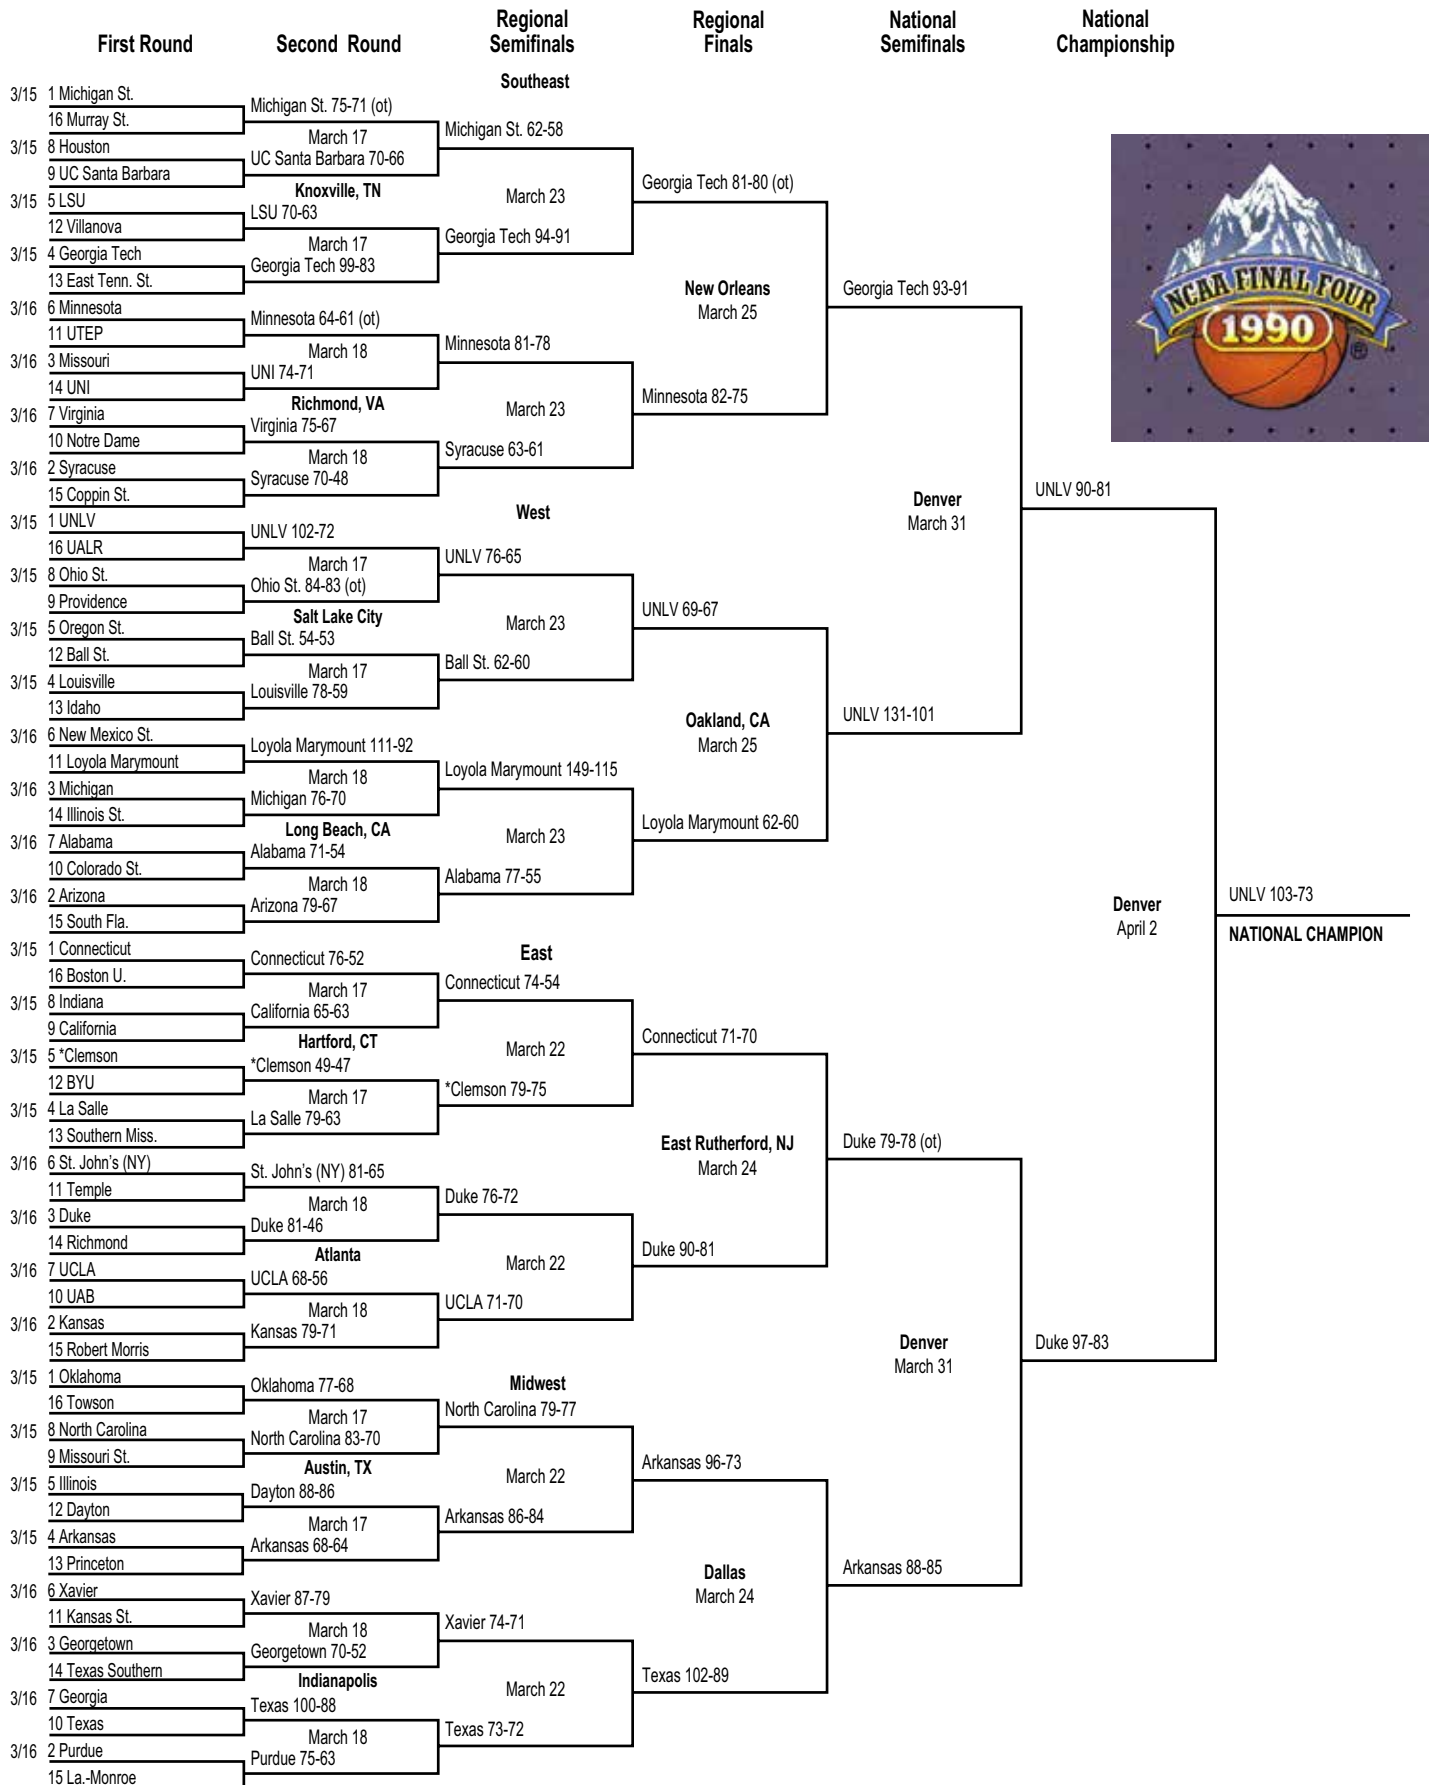 First Round
Second Round
Regional
Semifinals
Regional
Finals
National
Semifinals
National
Championship
Southeast
3/15 1 Michigan St.
16 Murray St.
3/15 8 Houston
9 UC Santa Barbara
3/15 5 LSU
12 Villanova
3/15 4 Georgia Tech
13 East Tenn. St.
3/16 6 Minnesota
11 UTEP
3/16 3 Missouri
14 UNI
3/16 7 Virginia
10 Notre Dame
3/16 2 Syracuse
15 Coppin St.
3/15 1 UNLV
16 UALR
3/15 8 Ohio St.
9 Providence
3/15 5 Oregon St.
12 Ball St.
3/15 4 Louisville
13 Idaho
3/16 6 New Mexico St.
11 Loyola Marymount
3/16 3 Michigan
14 Illinois St.
3/16 7 Alabama
10 Colorado St.
3/16 2 Arizona
15 South Fla.
3/15 1 Connecticut
16 Boston U.
3/15 8 Indiana
9 California
3/15 5 *Clemson
12 BYU
3/15 4 La Salle
13 Southern Miss.
3/16 6 St. John's (NY)
11 Temple
3/16 3 Duke
14 Richmond
3/16 7 UCLA
10 UAB
3/16 2 Kansas
15 Robert Morris
3/15 1 Oklahoma
16 Towson
3/15 8 North Carolina
9 Missouri St.
3/15 5 Illinois
12 Dayton
3/15 4 Arkansas
13 Princeton
3/16 6 Xavier
11 Kansas St.
3/16 3 Georgetown
14 Texas Southern
3/16 7 Georgia
10 Texas
3/16 2 Purdue
15 La.-Monroe
Michigan St. 75-71 (ot)
March 17
UC Santa Barbara 70-66
Knoxville, TN
LSU 70-63
March 17
Georgia Tech 99-83
Minnesota 64-61 (ot)
March 18
UNI 74-71
Richmond, VA
Virginia 75-67
March 18
Syracuse 70-48
UNLV 102-72
March 17
Ohio St. 84-83 (ot)
Salt Lake City
Ball St. 54-53
March 17
Louisville 78-59
Loyola Marymount 111-92
March 18
Michigan 76-70
Long Beach, CA
Alabama 71-54
March 18
Arizona 79-67
Connecticut 76-52
March 17
California 65-63
Hartford, CT
*Clemson 49-47
March 17
La Salle 79-63
St. John's (NY) 81-65
March 18
Duke 81-46
Atlanta
UCLA 68-56
March 18
Kansas 79-71
Oklahoma 77-68
March 17
North Carolina 83-70
Austin, TX
Dayton 88-86
March 17
Arkansas 68-64
Xavier 87-79
March 18
Georgetown 70-52
Indianapolis
Texas 100-88
March 18
Purdue 75-63
Michigan St. 62-58
March 23
Georgia Tech 94-91
Minnesota 81-78
March 23
Syracuse 63-61
West
UNLV 76-65
March 23
Ball St. 62-60
Loyola Marymount 149-115
March 23
Alabama 77-55
East
Connecticut 74-54
March 22
*Clemson 79-75
Duke 76-72
March 22
UCLA 71-70
Midwest
North Carolina 79-77
March 22
Arkansas 86-84
Xavier 74-71
March 22
Texas 73-72
Georgia Tech 81-80 (ot)
New Orleans
March 25
Minnesota 82-75
UNLV 69-67
Oakland, CA
March 25
Loyola Marymount 62-60
Connecticut 71-70
East Rutherford, NJ
March 24
Duke 90-81
Arkansas 96-73
Dallas
March 24
Texas 102-89
Georgia Tech 93-91
Denver
March 31
UNLV 131-101
Duke 79-78 (ot)
Denver
March 31
Arkansas 88-85
UNLV 90-81
Denver
April 2
Duke 97-83
UNLV 103-73
NATIONAL CHAMPION
NCAA FINAL FOUR
1990
®